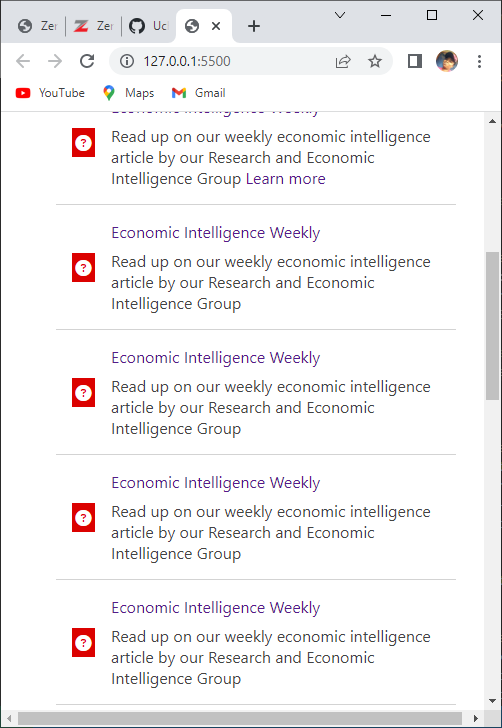 Zer
Zer
Ucl
127.0.0.1:5500
YouTube
Maps
Gmail
Economic Intelligence Weekly
Read up on our weekly economic intelligence
article by our Research and Economic
Intelligence Group Learn more
Economic Intelligence Weekly
Read up on our weekly economic intelligence
article by our Research and Economic
Intelligence Group
Economic Intelligence Weekly
Read up on our weekly economic intelligence
article by our Research and Economic
Intelligence Group
Economic Intelligence Weekly
Read up on our weekly economic intelligence
article by our Research and Economic
Intelligence Group
Economic Intelligence Weekly
Read up on our weekly economic intelligence
article by our Research and Economic
Intelligence Group